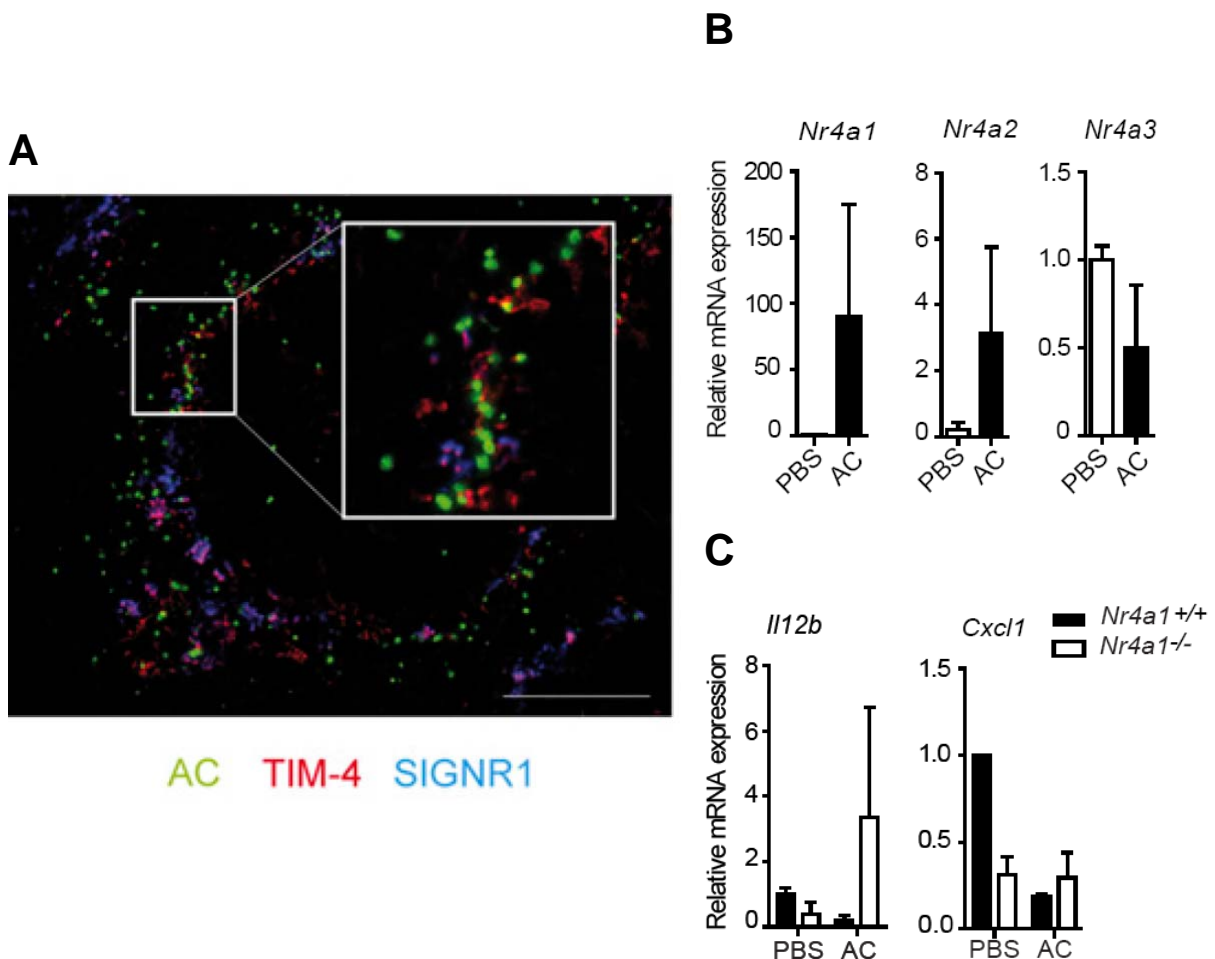 A
AC TIM-4 SIGNR1
B
Nr4a1 Nr4a2 Nr4a3
Relative mRNA expression
200
150
100
50
0
PBS AC
8
6
4
2
0
PBS AC
1.5
1.0
0.5
0
PBS AC
C
Il12b Cxcl1
Nr4a1+/+
Nr4a1-/-
Relative mRNA expression
8
6
4
2
0
PBS AC
1.5
1.0
0.5
0.0
PBS AC